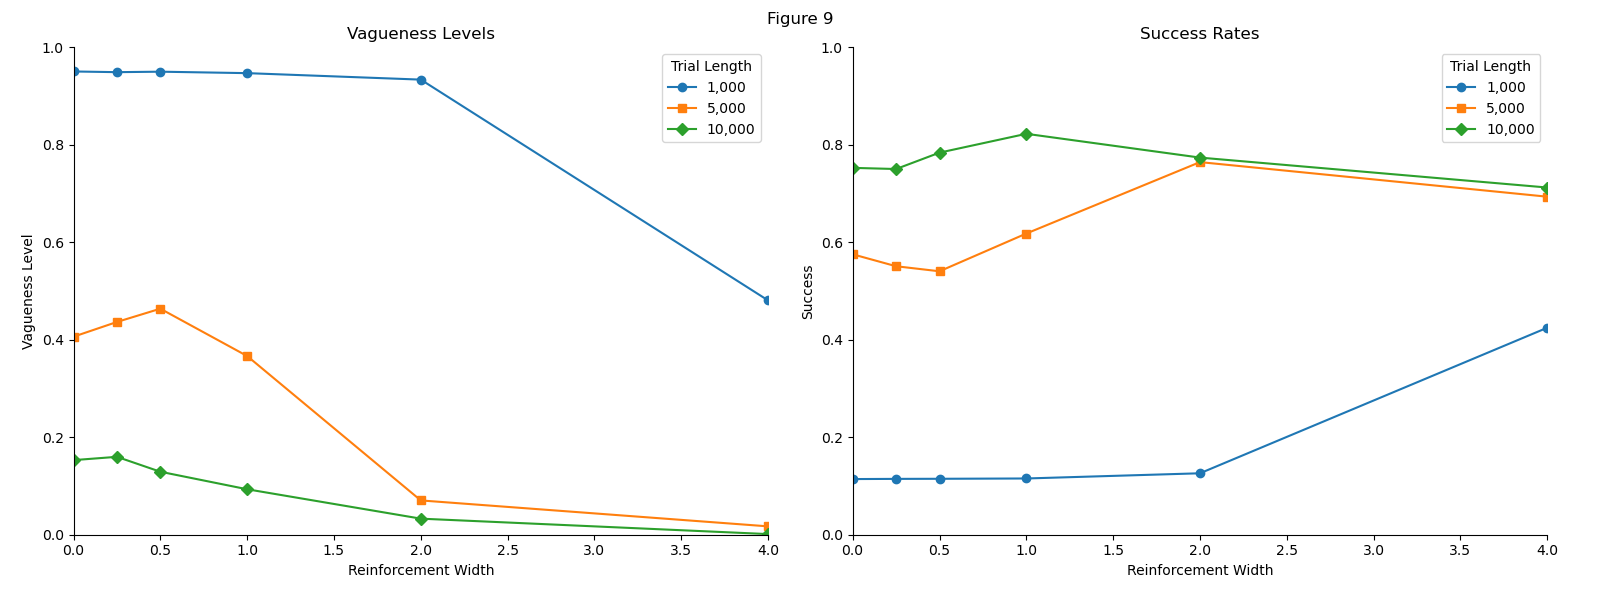 Figure 9
Vagueness Levels
Vagueness Level
1.0
0.8
0.6
0.4
0.2
0.0
0.0 0.5 1.0 1.5 2.0 2.5 3.0 3.5 4.0
Reinforcement Width
Trial Length
1,000
5,000
10,000
Success Rates
Success
1.0
0.8
0.6
0.4
0.2
0.0
0.0 0.5 1.0 1.5 2.0 2.5 3.0 3.5 4.0
Reinforcement Width
Trial Length
1,000
5,000
10,000